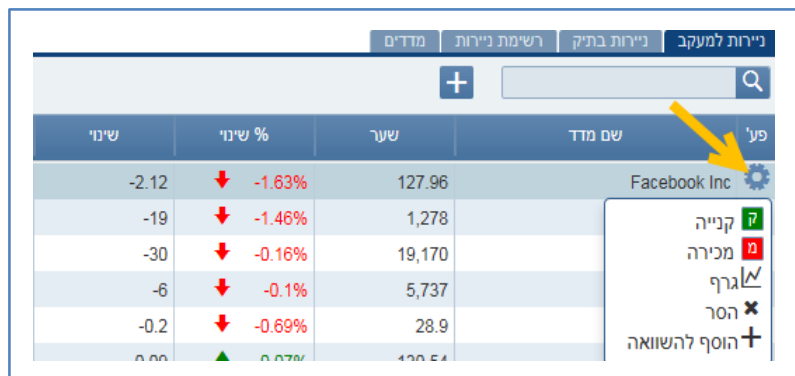 ניירות למעקב ניירות בתיק רשימת ניירות מדדים
פע' שם מדד שער % שינוי שינוי
Facebook Inc 127.96 -1.63% -2.12
ק קנייה 1,278 -1.46% -19
מ מכירה 19,170 -0.16% -30
גרף 5,737 -0.1% -6
הסר 28.9 -0.69% -0.2
הוסף להשוואה